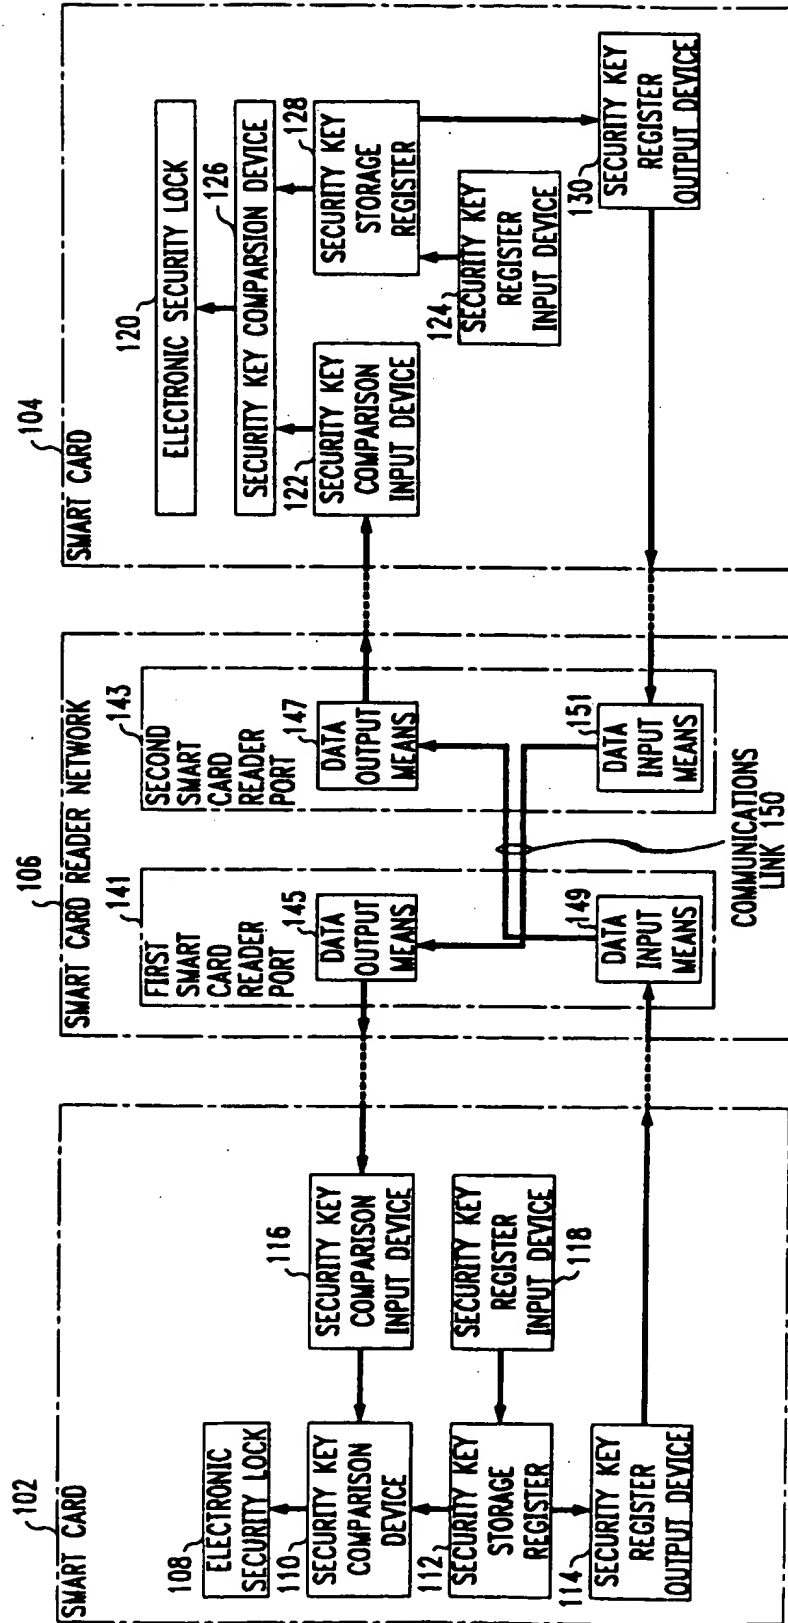 102
SMART CARD
108
ELECTRONIC
SECURITY LOCK
110
SECURITY KEY
COMPARISON
DEVICE
112
SECURITY KEY
STORAGE
REGISTER
114
SECURITY KEY
REGISTER
OUTPUT DEVICE
116
SECURITY KEY
COMPARISON
INPUT DEVICE
SECURITY KEY
REGISTER
INPUT DEVICE
118
106
SMART CARD READER NETWORK
141
FIRST
SMART
CARD
READER
PORT
145
DATA
OUTPUT
MEANS
149
DATA
INPUT
MEANS
143
SECOND
SMART
CARD
READER
PORT
147
DATA
OUTPUT
MEANS
151
DATA
INPUT
MEANS
COMMUNICATIONS
LINK 150
104
SMART CARD
120
ELECTRONIC SECURITY LOCK
126
SECURITY KEY COMPARSION DEVICE
122
SECURITY KEY
COMPARISON
INPUT DEVICE
128
SECURITY KEY
STORAGE
REGISTER
124
SECURITY KEY
REGISTER
INPUT DEVICE
130
SECURITY KEY
REGISTER
OUTPUT DEVICE